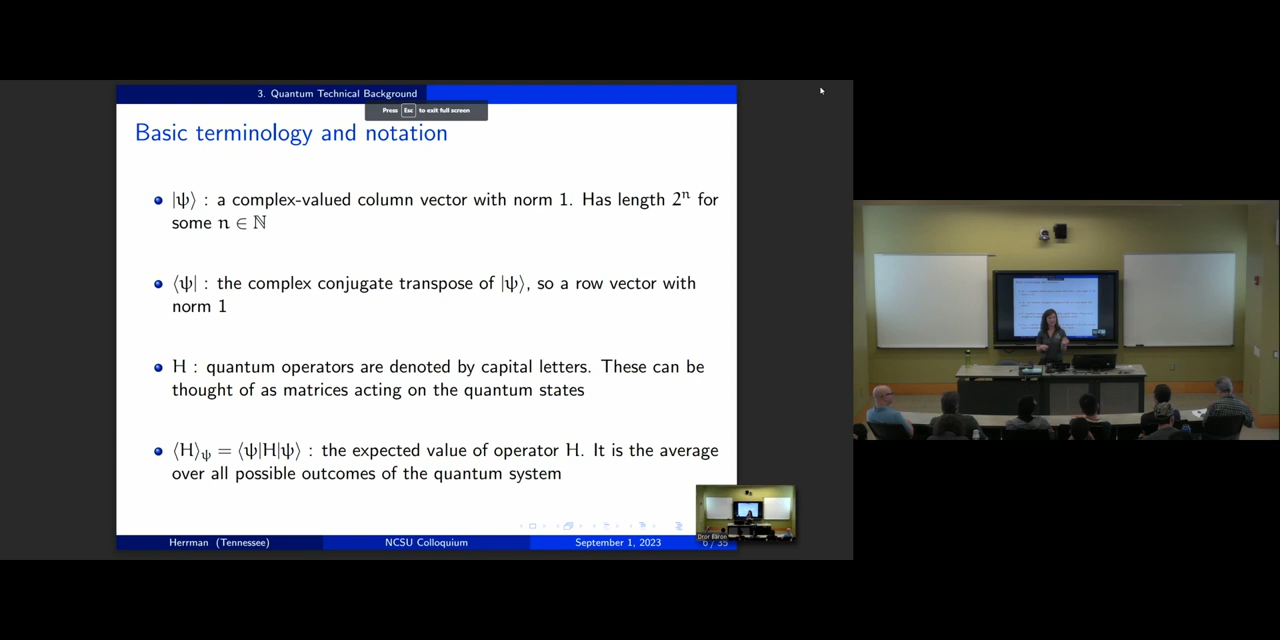 3. Quantum Technical Background
Press Esc to exit full screen
Basic terminology and notation
|ψ⟩ : a complex-valued column vector with norm 1. Has length 2ⁿ for
some n ∈ ℕ
⟨ψ| : the complex conjugate transpose of |ψ⟩, so a row vector with
norm 1
H : quantum operators are denoted by capital letters. These can be
thought of as matrices acting on the quantum states
⟨H⟩ψ = ⟨ψ|H|ψ⟩ : the expected value of operator H. It is the average
over all possible outcomes of the quantum system
Dror Baron
Herrman (Tennessee) NCSU Colloquium September 1, 2023 6 / 35